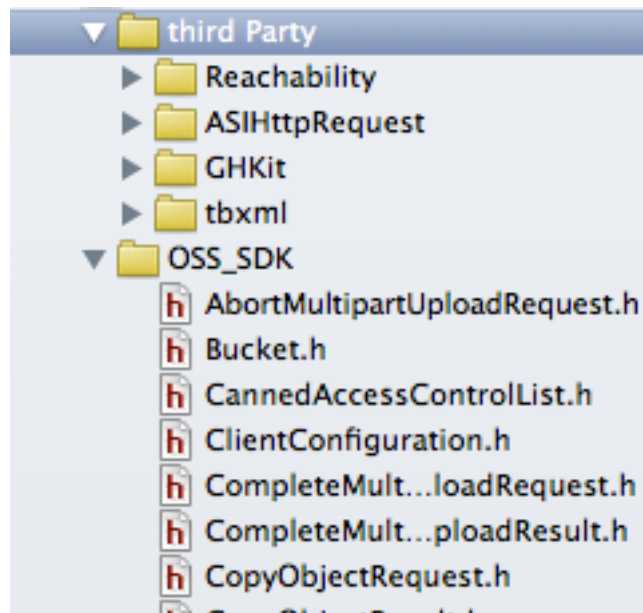 third Party
Reachability
ASIHttpRequest
GHKit
tbxml
OSS_SDK
h AbortMultipartUploadRequest.h
h Bucket.h
h CannedAccessControlList.h
h ClientConfiguration.h
h CompleteMult...loadRequest.h
h CompleteMult...ploadResult.h
h CopyObjectRequest.h